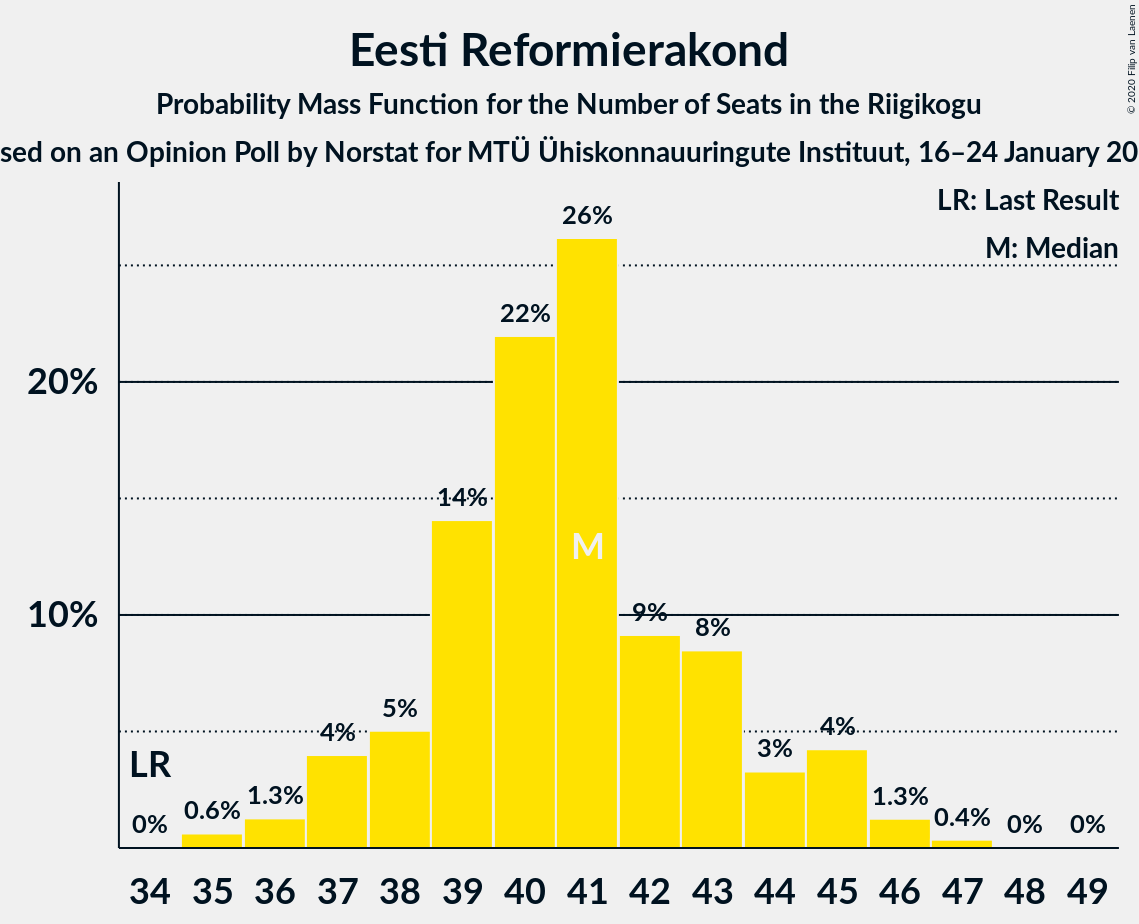 Eesti Reformierakond
Probability Mass Function for the Number of Seats in the Riigikogu
sed on an Opinion Poll by Norstat for MTÜ Ühiskonnauuringute Instituut, 16–24 January 20
© 2020 Filip van Laenen
LR: Last Result
M: Median
26%
22%
20%
14%
M
10%
9%
8%
5%
4%
4%
3%
LR
1.3%
1.3%
0.6%
0.4%
0%
0%
0%
34 35 36 37 38 39 40 41 42 43 44 45 46 47 48 49